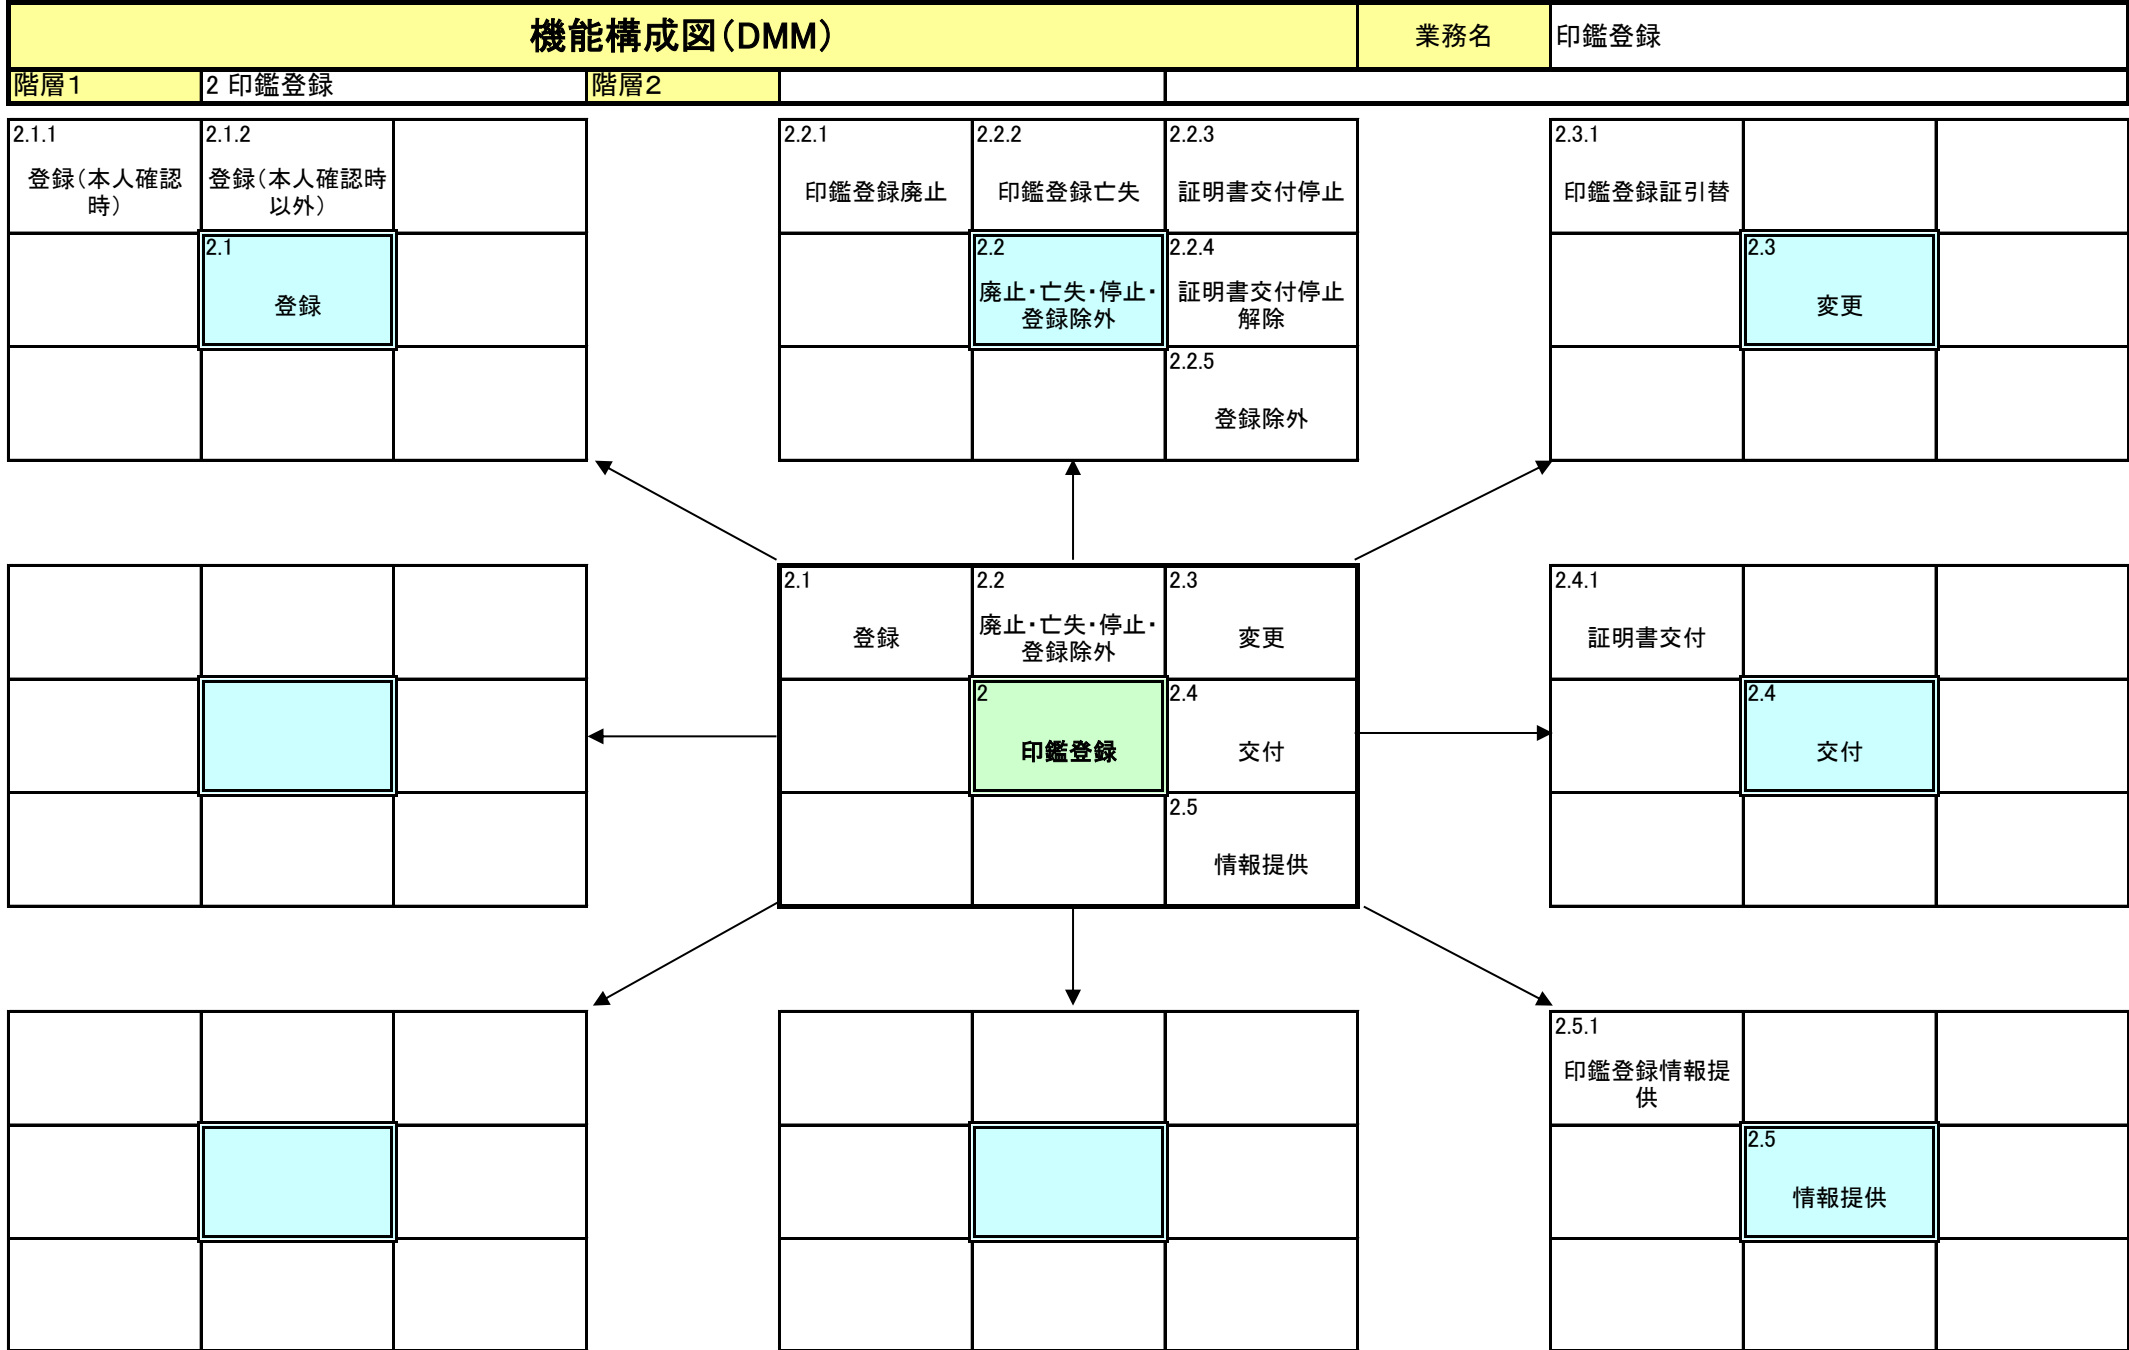 機能構成図(DMM)
業務名
印鑑登録
階層1
2 印鑑登録
階層2
2.1.1
登録(本人確認
時)
2.1.2
登録(本人確認時
以外)
2.1
登録
2.2.1
印鑑登録廃止
2.2.2
印鑑登録亡失
2.2.3
証明書交付停止
2.2
廃止・亡失・停止・
登録除外
2.2.4
証明書交付停止
解除
2.2.5
登録除外
2.3.1
印鑑登録証引替
2.3
変更
2.1
登録
2.2
廃止・亡失・停止・
登録除外
2.3
変更
2
印鑑登録
2.4
交付
2.5
情報提供
2.4.1
証明書交付
2.4
交付
2.5.1
印鑑登録情報提
供
2.5
情報提供